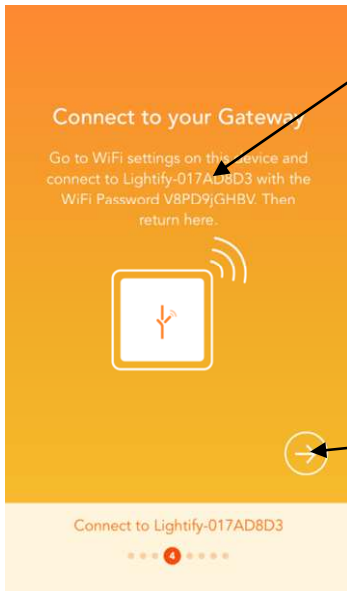 Connect to your Gateway
Go to WiFi settings on this device and
connect to Lightify-017AD8D3 with the
WiFi Password V8PD9jGHBV. Then
return here.
Connect to Lightify-017AD8D3
4